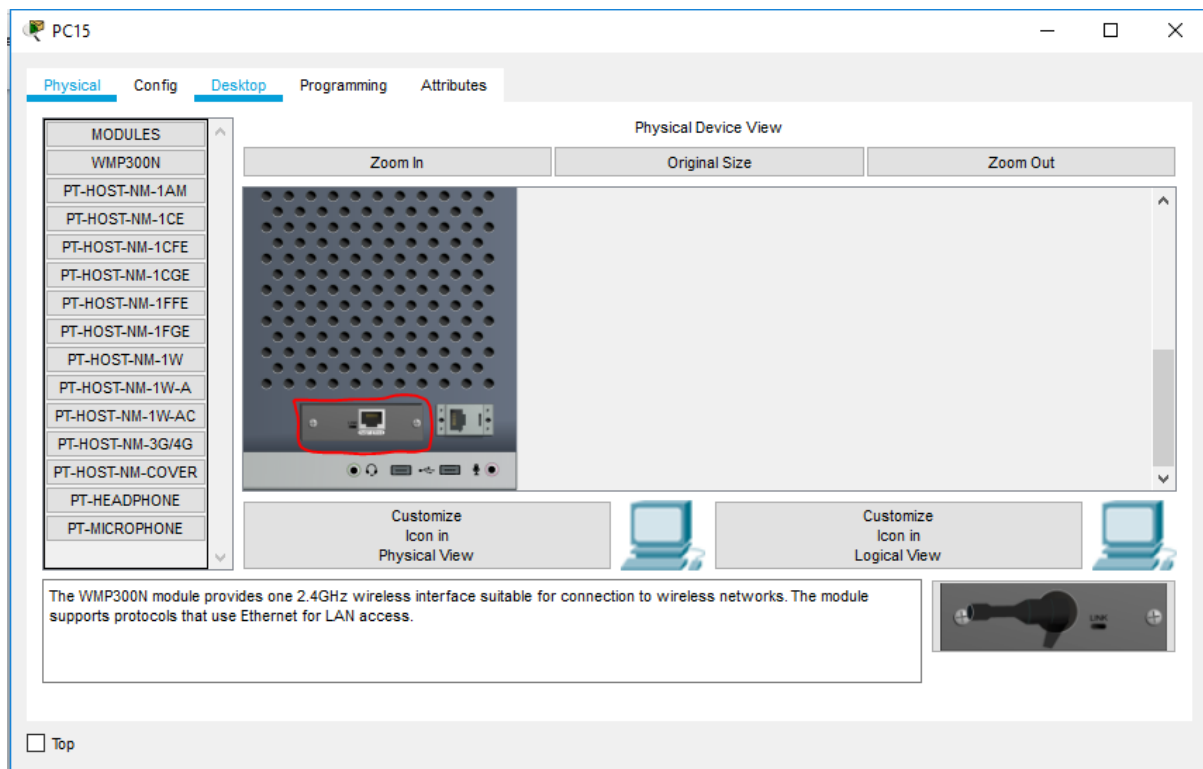 PC15
Physical Config Desktop Programming Attributes
MODULES
WMP300N
PT-HOST-NM-1AM
PT-HOST-NM-1CE
PT-HOST-NM-1CFE
PT-HOST-NM-1CGE
PT-HOST-NM-1FFE
PT-HOST-NM-1FGE
PT-HOST-NM-1W
PT-HOST-NM-1W-A
PT-HOST-NM-1W-AC
PT-HOST-NM-3G/4G
PT-HOST-NM-COVER
PT-HEADPHONE
PT-MICROPHONE
Physical Device View
Zoom In Original Size Zoom Out
Customize
Icon in
Physical View
Customize
Icon in
Logical View
The WMP300N module provides one 2.4GHz wireless interface suitable for connection to wireless networks. The module
supports protocols that use Ethernet for LAN access.
LINK
Top